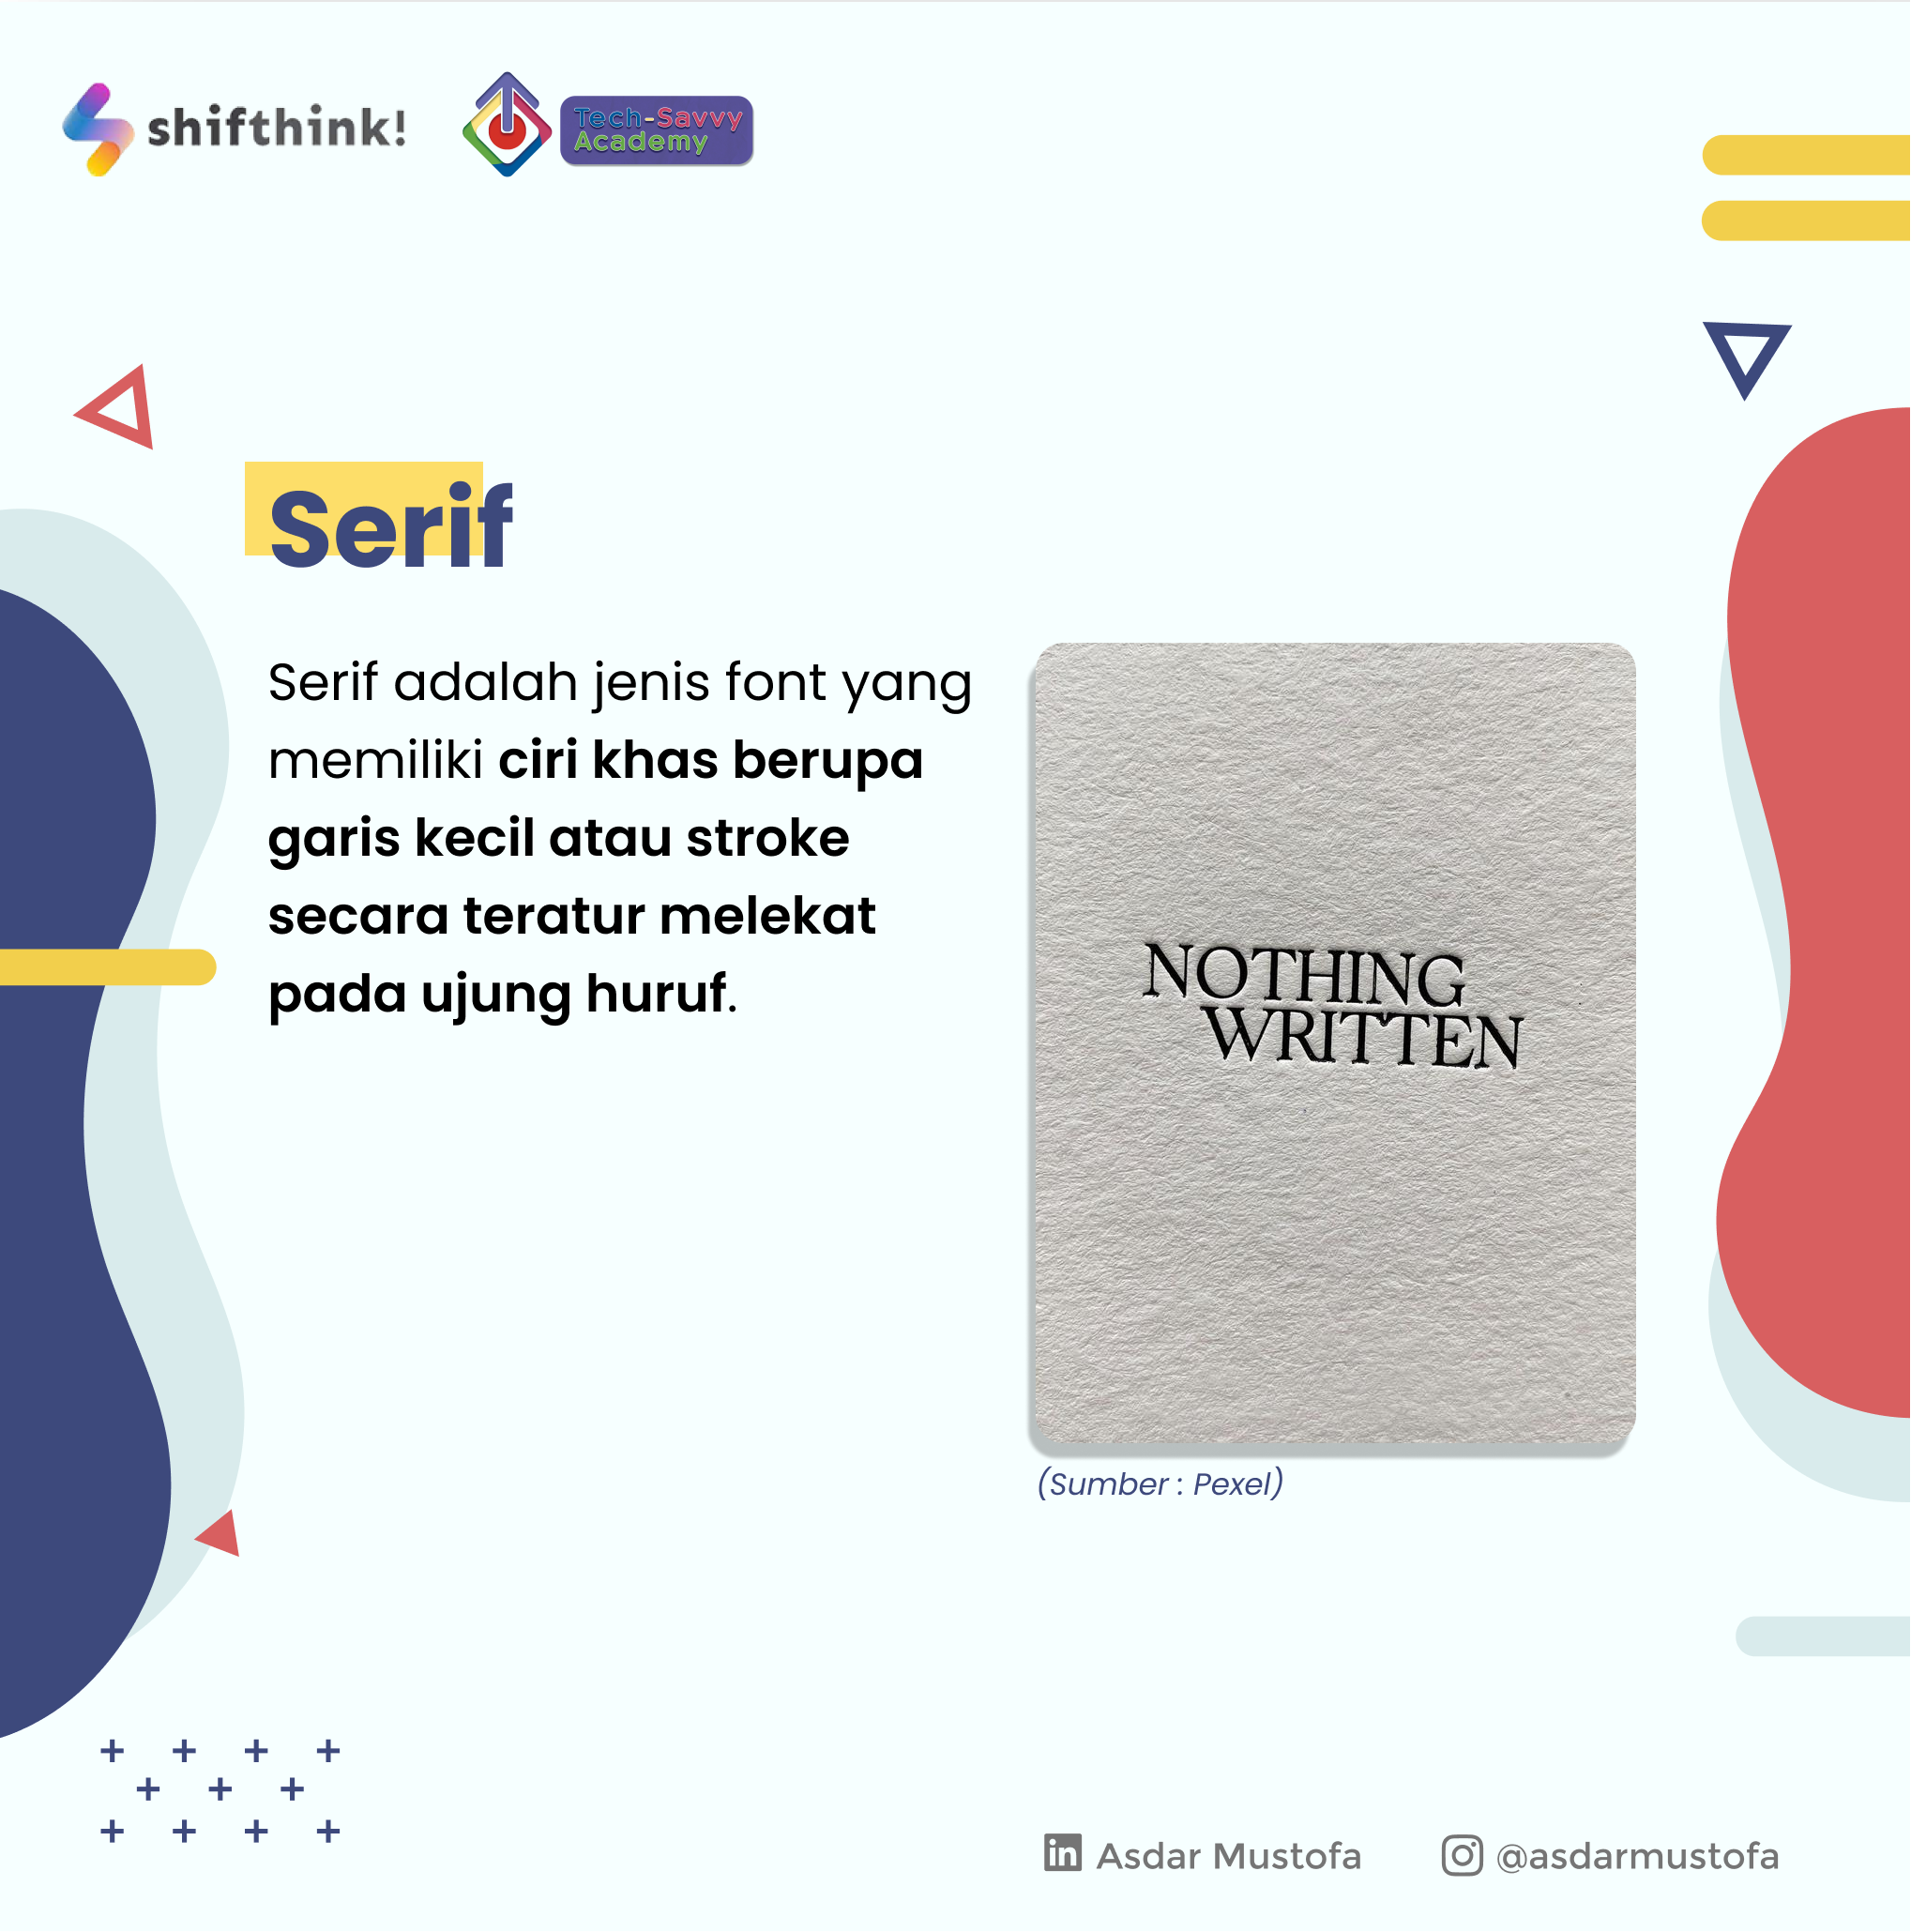 shifthink!
Tech-Savvy
Academy
Serif
Serif adalah jenis font yang
memiliki ciri khas berupa
garis kecil atau stroke
secara teratur melekat
pada ujung huruf.
NOTHING
WRITTEN
(Sumber : Pexel)
in Asdar Mustofa
@asdarmustofa